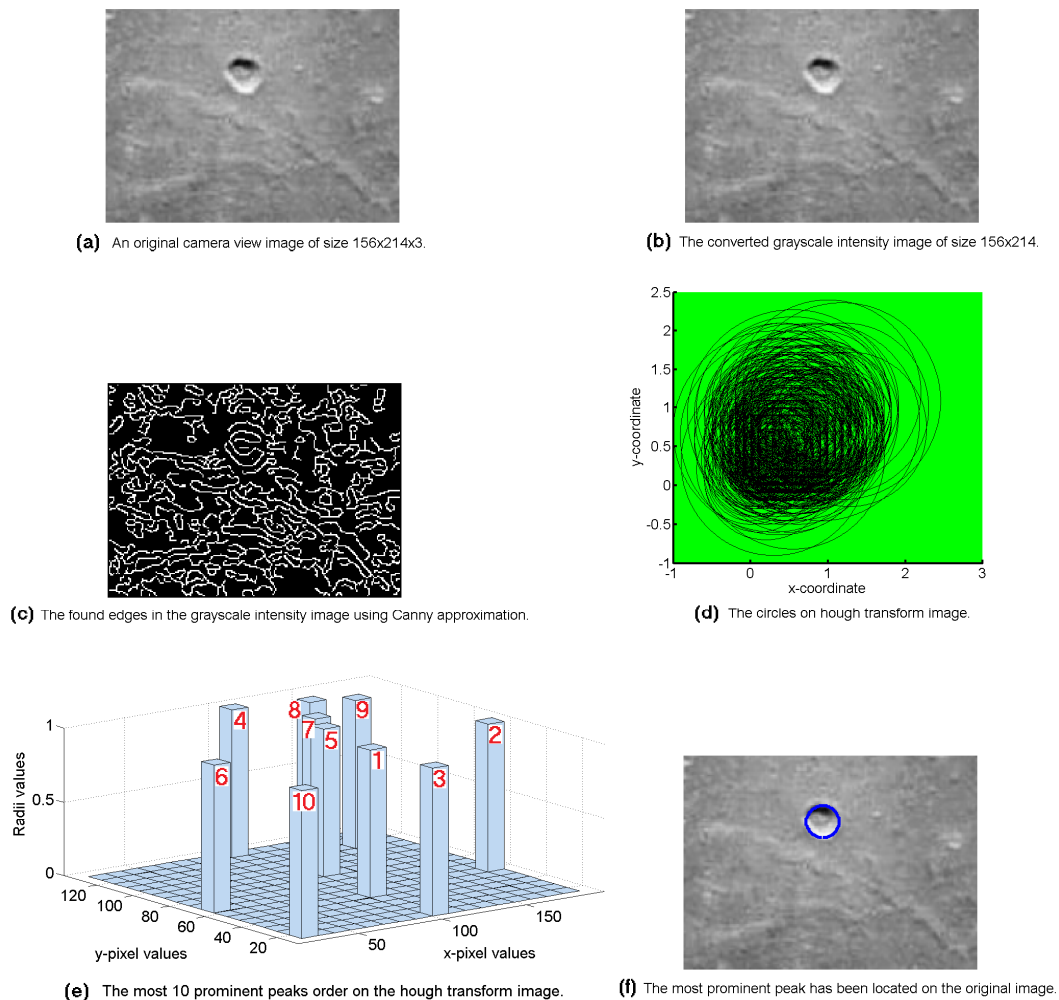 (a) An original camera view image of size 156x214x3.
(b) The converted grayscale intensity image of size 156x214.
(c) The found edges in the grayscale intensity image using Canny approximation.
2.5
2
1.5
1
0.5
0
-0.5
-1
-1 0 1 2 3
y-coordinate
x-coordinate
(d) The circles on hough transform image.
1
0.5
0
Radii values
120 100 80 60 40 20
y-pixel values
50 100 150
x-pixel values
4
8
9
7
5
2
6
1
3
10
(e) The most 10 prominent peaks order on the hough transform image.
(f) The most prominent peak has been located on the original image.